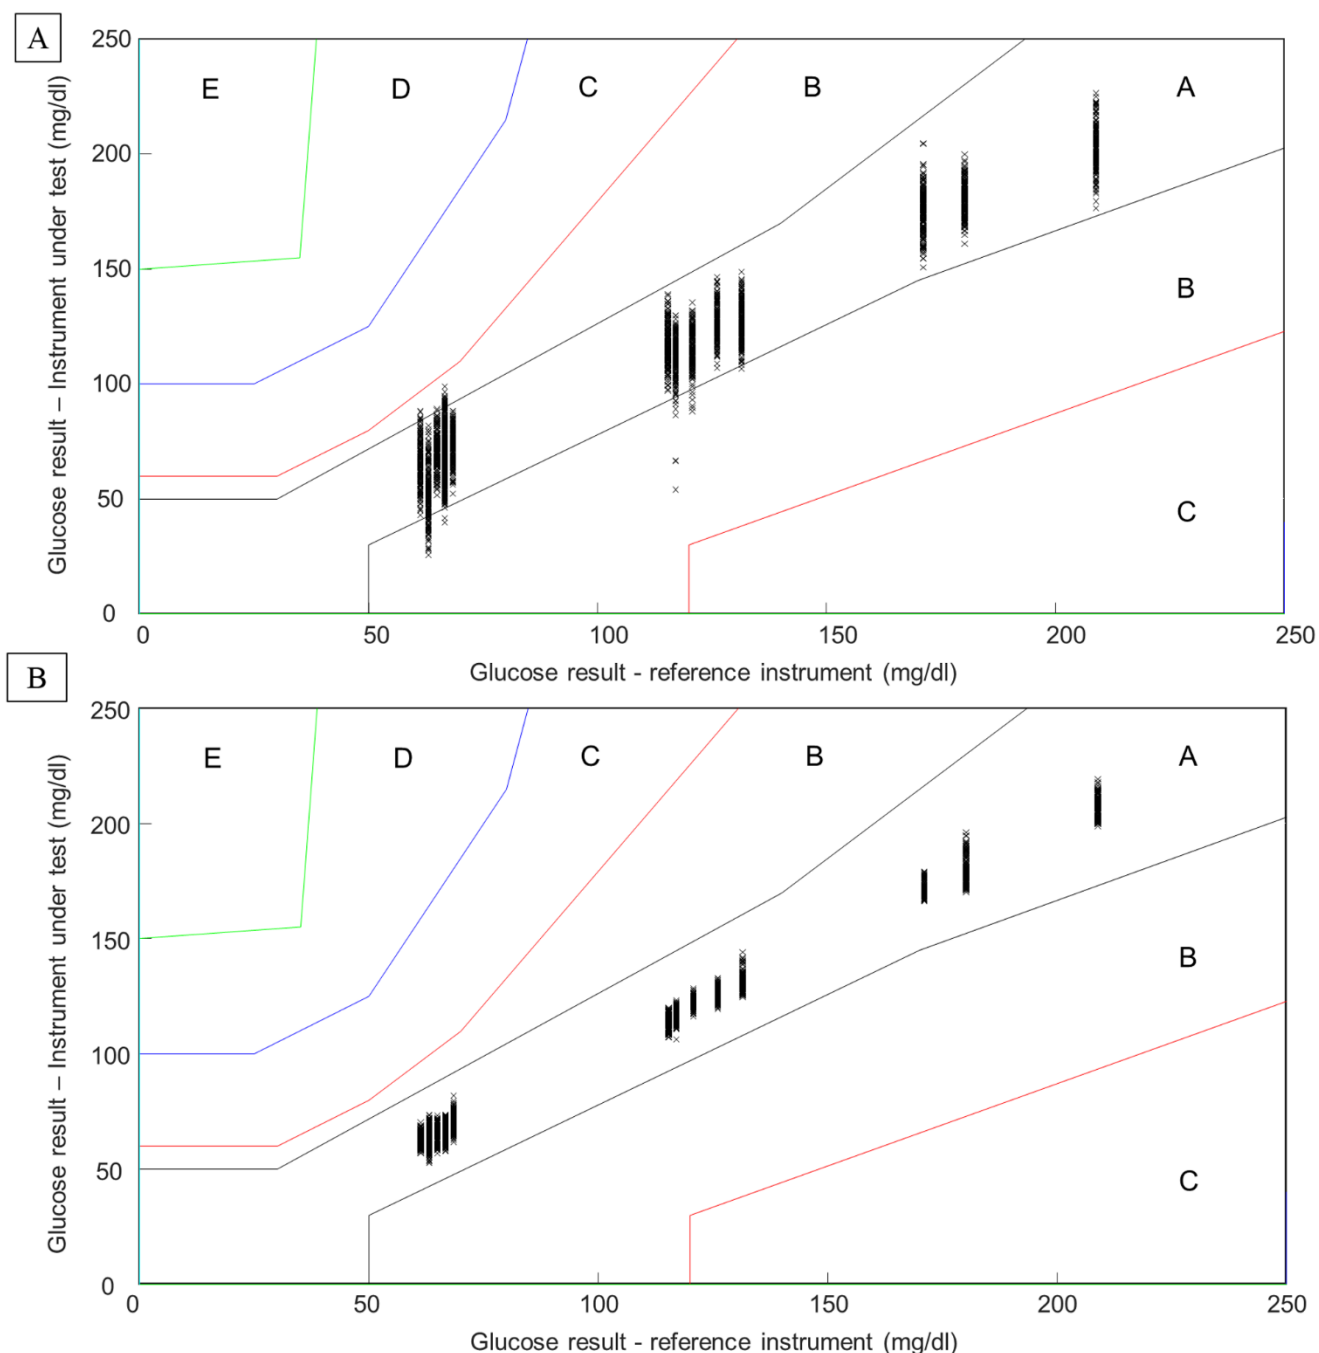 A
Glucose result – Instrument under test (mg/dl)
250
200
150
100
50
0
E
D
C
B
A
B
C
0
50
100
150
200
250
Glucose result - reference instrument (mg/dl)
B
Glucose result – Instrument under test (mg/dl)
250
200
150
100
50
0
E
D
C
B
A
B
C
0
50
100
150
200
250
Glucose result - reference instrument (mg/dl)